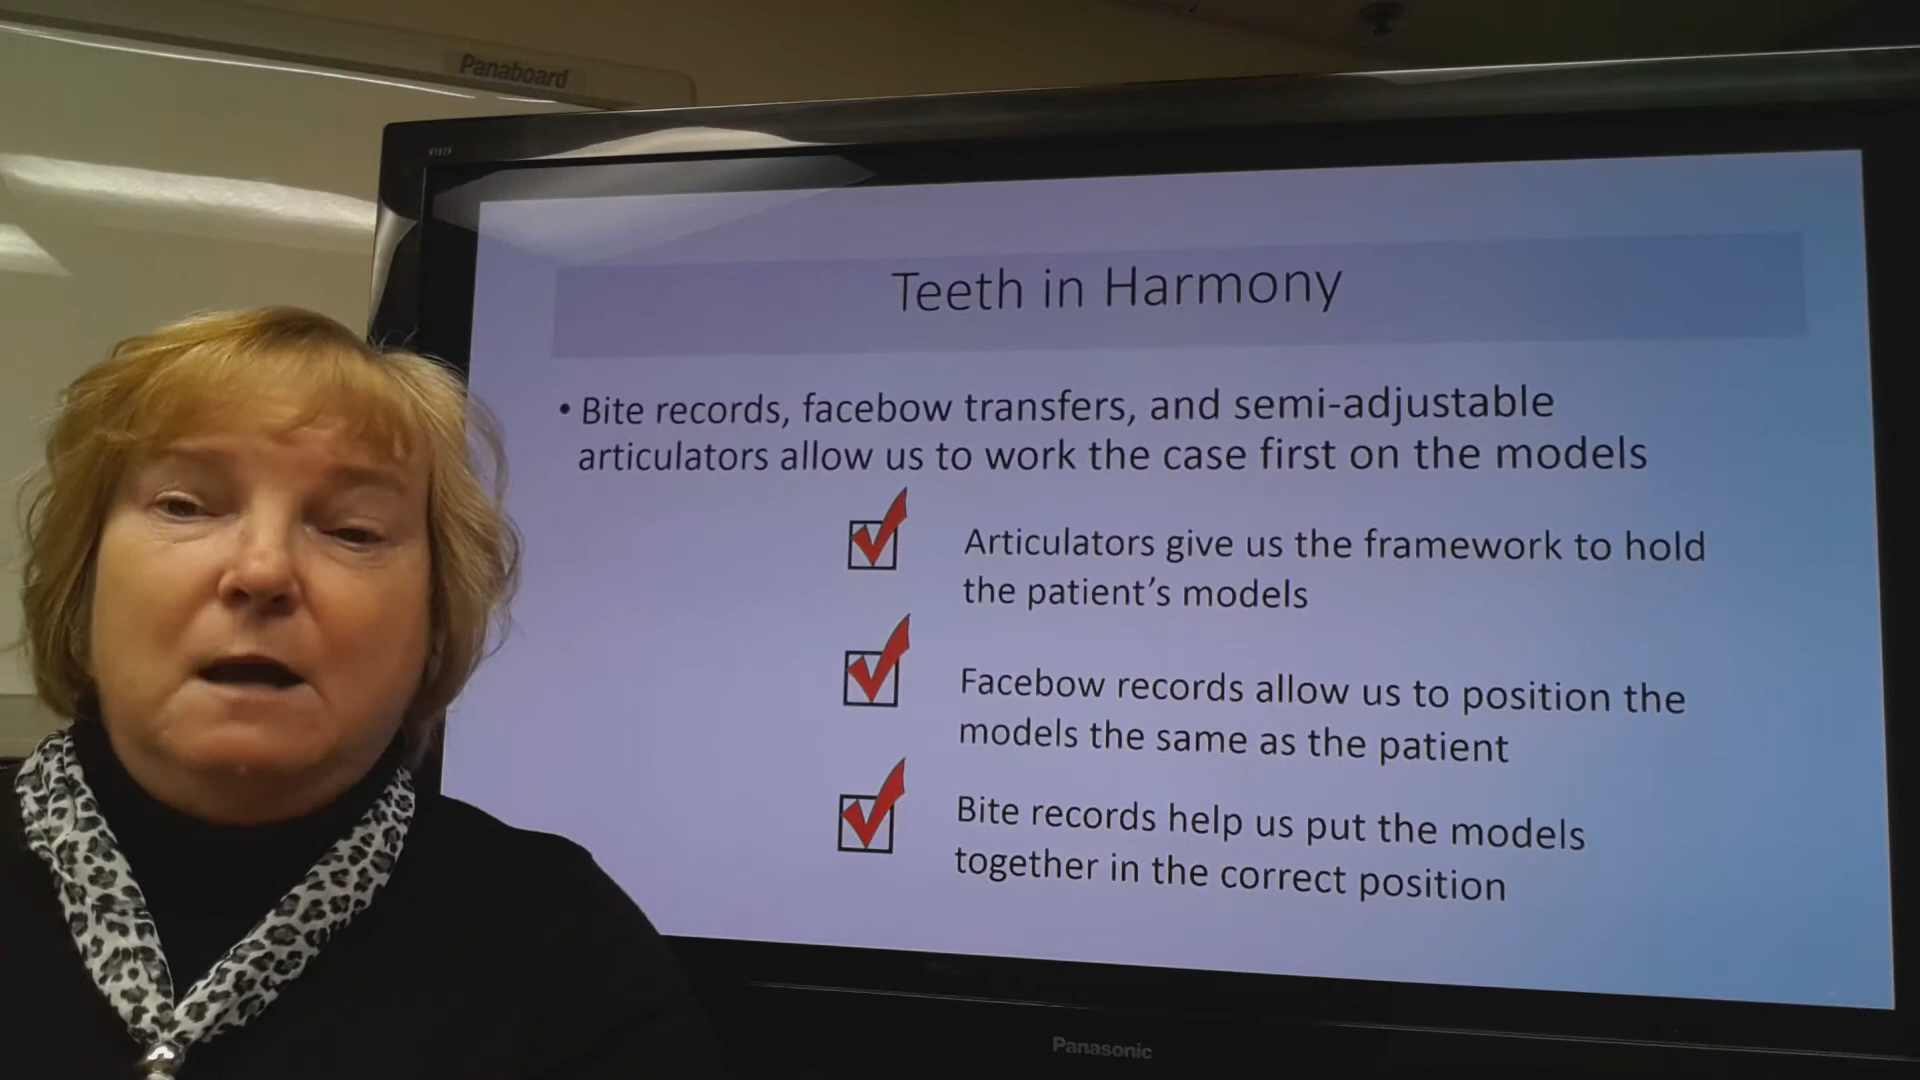 Panaboard
Teeth in Harmony
• Bite records, facebow transfers, and semi-adjustable
articulators allow us to work the case first on the models
Articulators give us the framework to hold
the patient's models
Facebow records allow us to position the
models the same as the patient
Bite records help us put the models
together in the correct position
Panasonic